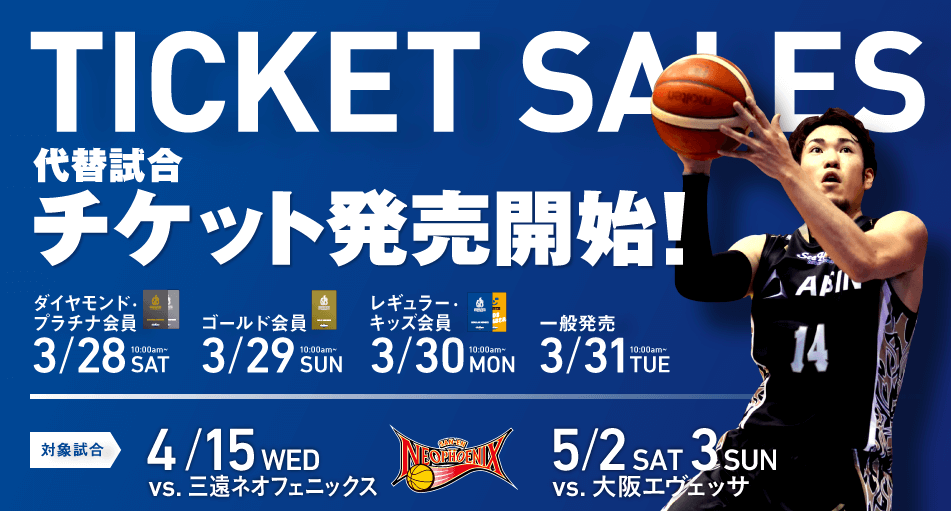 TICKET SALES
代替試合
チケット発売開始!
ダイヤモンド・
プラチナ会員
3/28 10:00am~ SAT
ゴールド会員
3/29 10:00am~ SUN
レギュラー・
キッズ会員
3/30 10:00am~ MON
一般発売
3/31 10:00am~ TUE
molten
14
対象試合
4/15 WED
vs. 三遠ネオフェニックス
NEOPHOENIX
5/2 SAT 3 SUN
vs. 大阪エヴェッサ